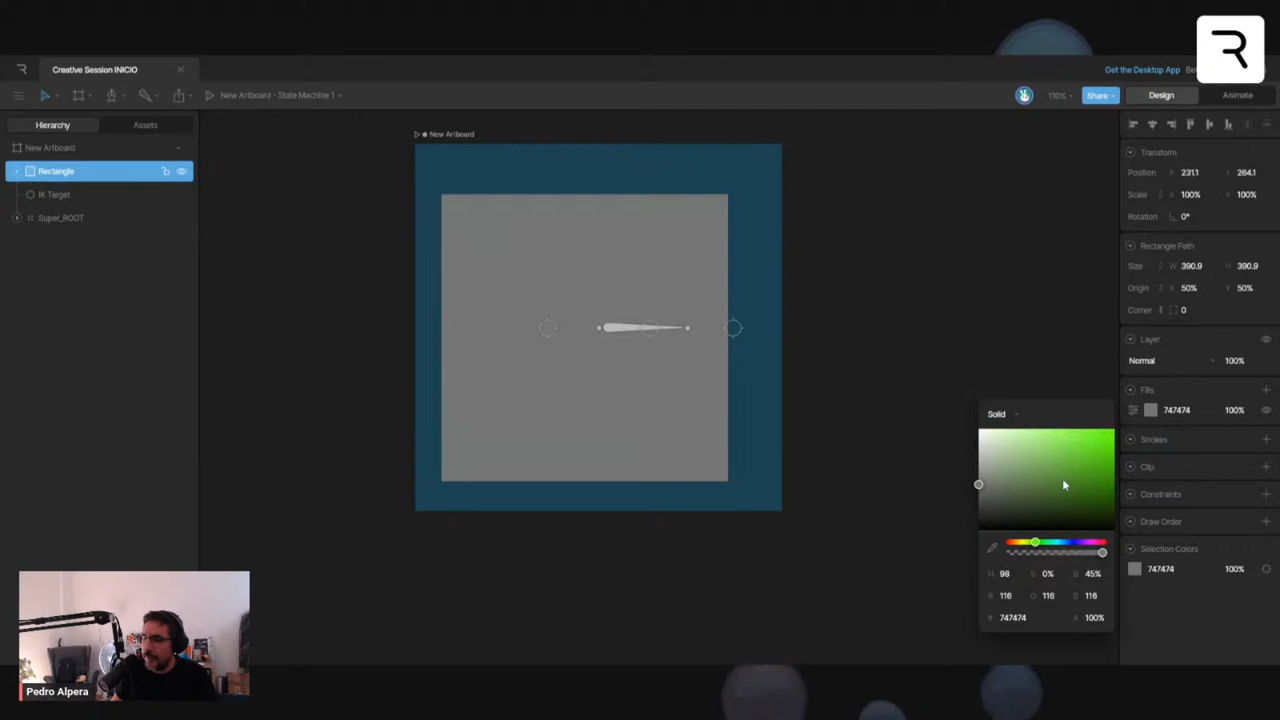 Creative Session INICIO
Get the Desktop App
New Artboard - State Machine 1
110%
Share
Design
Animate
Hierarchy
Assets
New Artboard
New Artboard
Rectangle
IK Target
Super_ROOT
Transform
Position X 231.1 Y 264.1
Scale 100% 100%
Rotation 0°
Rectangle Path
Size W 390.9 H 390.9
Origin X 50% Y 50%
Corner 0
Layer
Normal 100%
Fills
747474 100%
Strokes
Clip
Constraints
Draw Order
Selection Colors
747474 100%
Solid
H 98 S 0% B 45%
R 116 G 116 B 116
# 747474 A 100%
Pedro Alpera